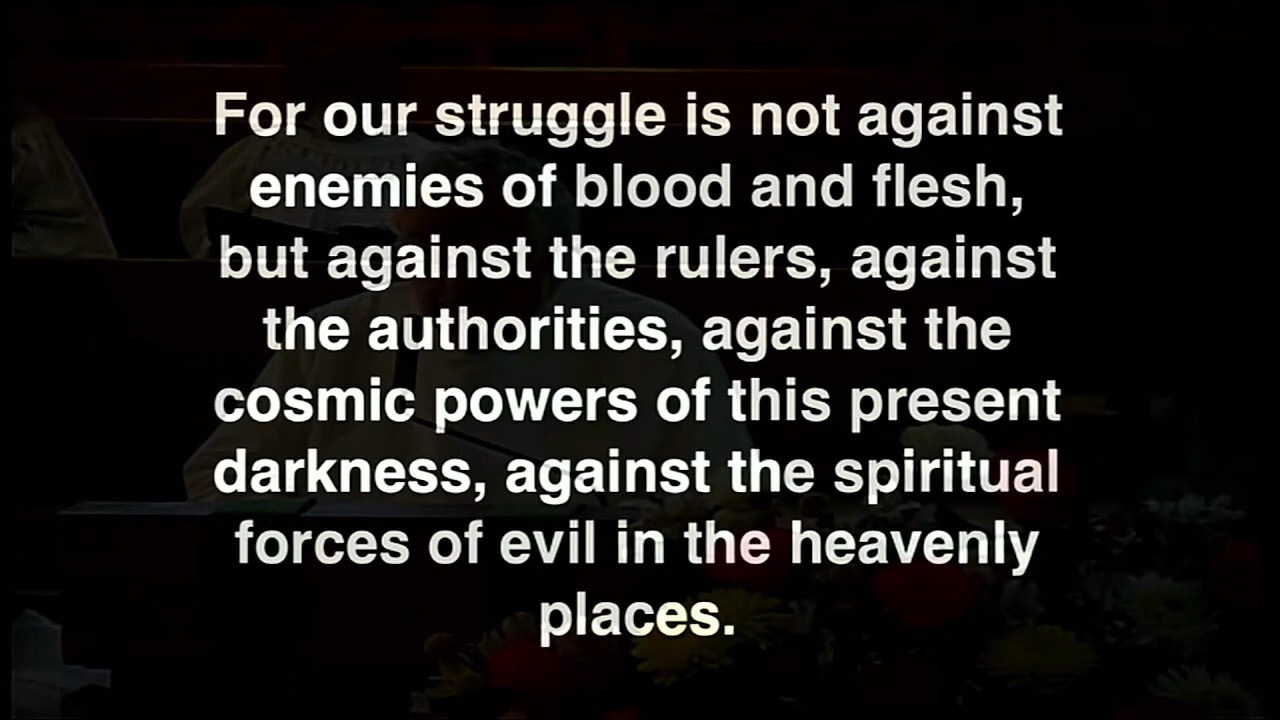 For our struggle is not against
enemies of blood and flesh,
but against the rulers, against
the authorities, against the
cosmic powers of this present
darkness, against the spiritual
forces of evil in the heavenly
places.